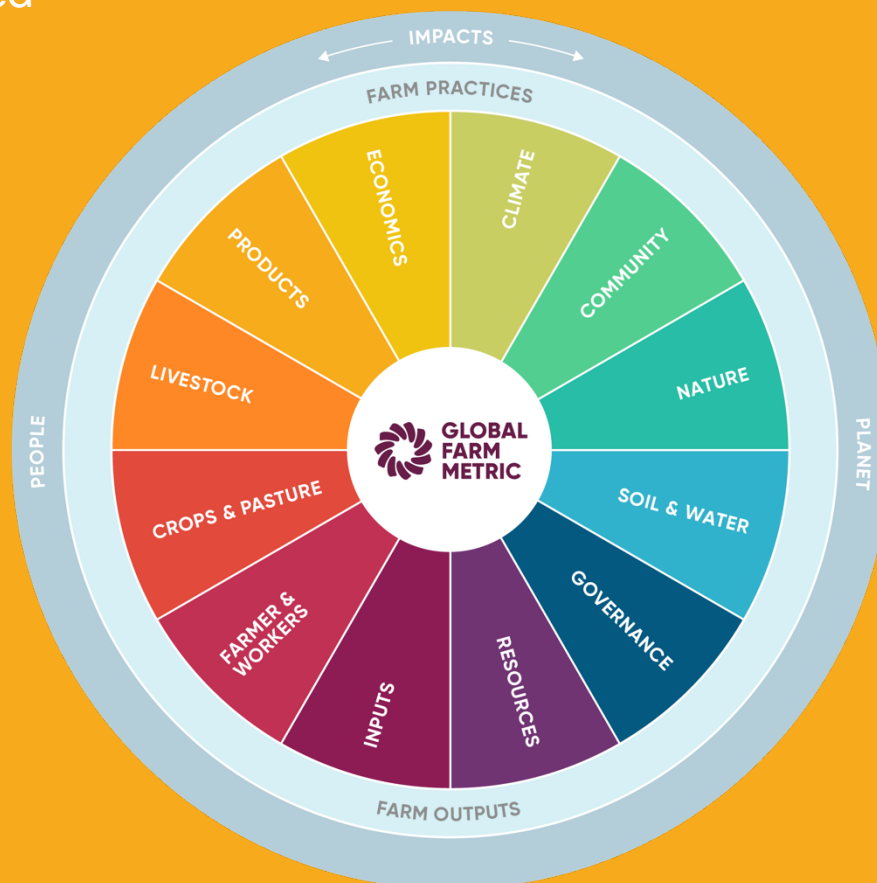 IMPACTS
FARM PRACTICES
ECONOMICS
CLIMATE
PRODUCTS
COMMUNITY
LIVESTOCK
NATURE
PEOPLE
GLOBAL
FARM
METRIC
PLANET
CROPS & PASTURE
SOIL & WATER
FARMER &
WORKERS
GOVERNANCE
INPUTS
RESOURCES
FARM OUTPUTS